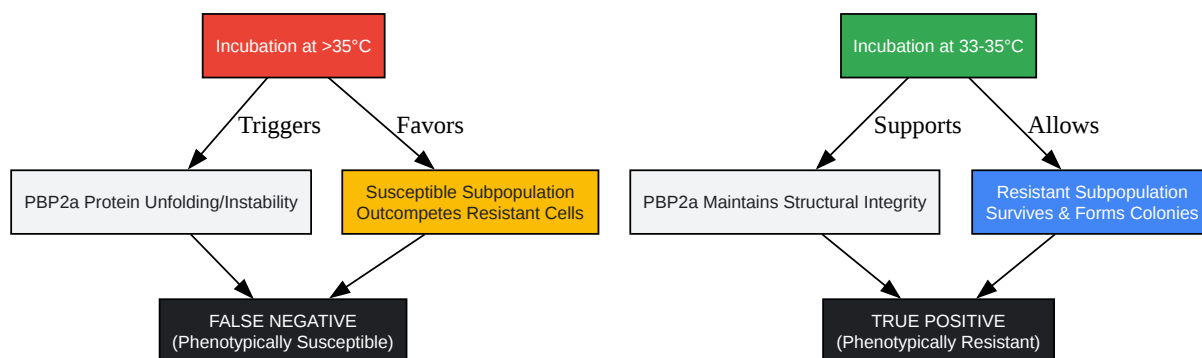 Incubation at >35°C
Triggers
Favors
PBP2a Protein Unfolding/Instability
Susceptible Subpopulation
Outcompetes Resistant Cells
FALSE NEGATIVE
(Phenotypically Susceptible)
Incubation at 33-35°C
Supports
Allows
PBP2a Maintains Structural Integrity
Resistant Subpopulation
Survives & Forms Colonies
TRUE POSITIVE
(Phenotypically Resistant)